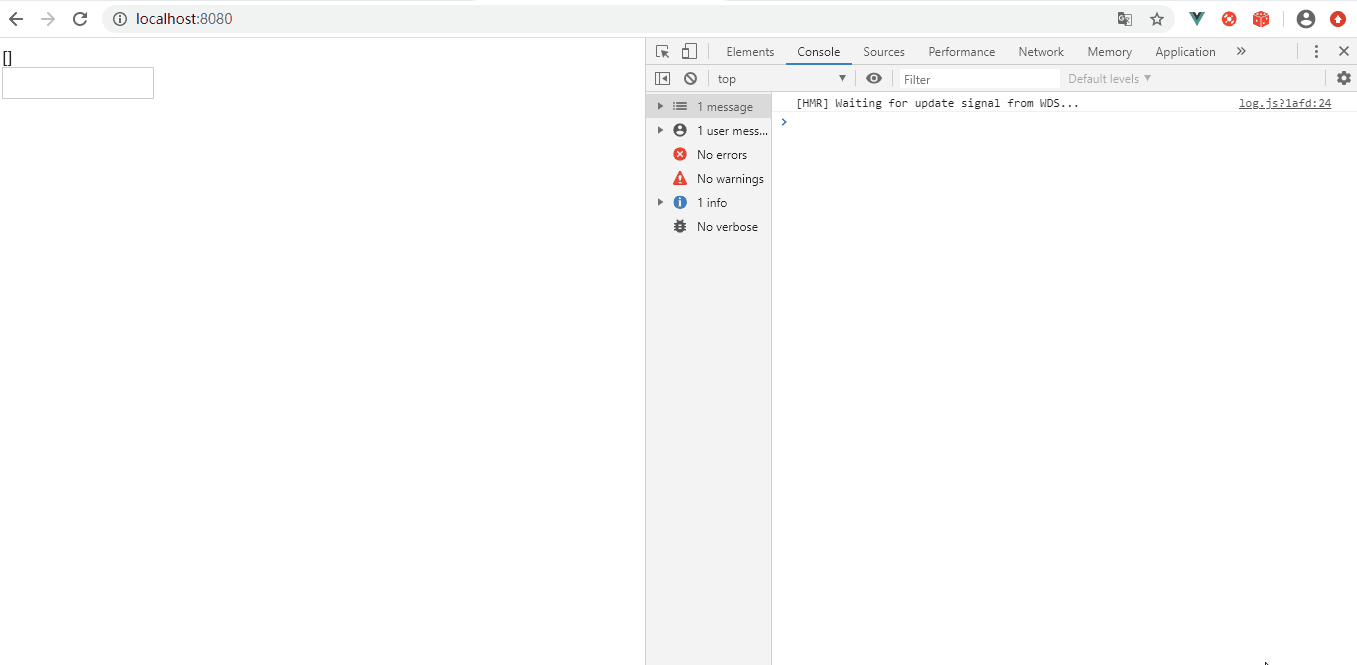 localhost:8080
[]
Elements Console Sources Performance Network Memory Application »
top Filter Default levels
1 message
1 user mess...
No errors
No warnings
1 info
No verbose
[HMR] Waiting for update signal from WDS... log.js?1afd:24